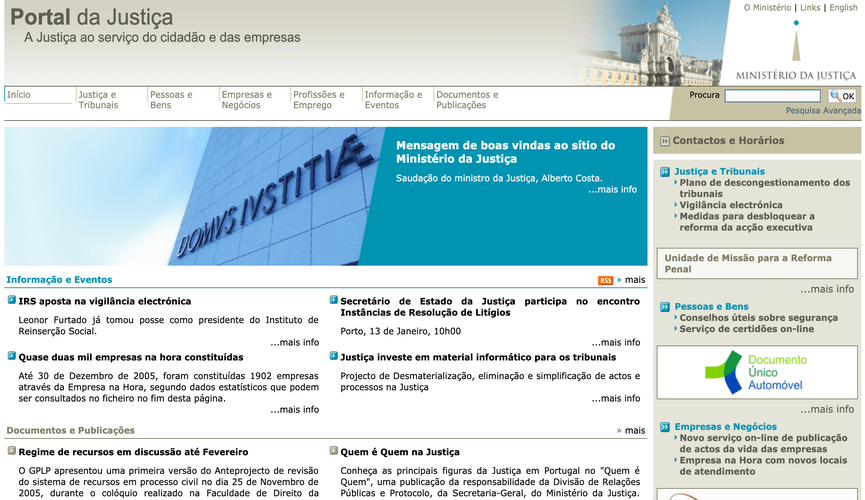 Portal da Justiça
A Justiça ao serviço do cidadão e das empresas
O Ministério | Links | English
MINISTÉRIO DA JUSTIÇA
Início
Justiça e
Tribunais
Pessoas e
Bens
Empresas e
Negócios
Profissões e
Emprego
Informação e
Eventos
Documentos e
Publicações
Procura
OK
Pesquisa Avançada
DOMVS IVSTITIÆ
Mensagem de boas vindas ao sítio do
Ministério da Justiça
Saudação do ministro da Justiça, Alberto Costa.
...mais info
Informação e Eventos
RSS » mais
IRS aposta na vigilância electrónica
Leonor Furtado já tomou posse como presidente do Instituto de
Reinserção Social.
...mais info
Secretário de Estado da Justiça participa no encontro
Instâncias de Resolução de Litígios
Porto, 13 de Janeiro, 10h00
...mais info
Quase duas mil empresas na hora constituídas
Até 30 de Dezembro de 2005, foram constituídas 1902 empresas
através da Empresa na Hora, segundo dados estatísticos que podem
ser consultados no ficheiro no fim desta página.
...mais info
Justiça investe em material informático para os tribunais
Projecto de Desmaterialização, eliminação e simplificação de actos e
processos na Justiça
...mais info
Documentos e Publicações
» mais
Regime de recursos em discussão até Fevereiro
O GPLP apresentou uma primeira versão do Anteprojecto de revisão
do sistema de recursos em processo civil no dia 25 de Novembro de
2005, durante o colóquio realizado na Faculdade de Direito da
Quem é Quem na Justiça
Conheça as principais figuras da Justiça em Portugal no "Quem é
Quem", uma publicação da responsabilidade da Divisão de Relações
Públicas e Protocolo, da Secretaria-Geral, do Ministério da Justiça.
Contactos e Horários
Justiça e Tribunais
Plano de descongestionamento dos
tribunais
Vigilância electrónica
Medidas para desbloquear a
reforma da acção executiva
Unidade de Missão para a Reforma
Penal
...mais info
Pessoas e Bens
Conselhos úteis sobre segurança
Serviço de certidões on-line
Documento
Único
Automóvel
...mais info
Empresas e Negócios
Novo serviço on-line de publicação
de actos da vida das empresas
Empresa na Hora com novos locais
de atendimento